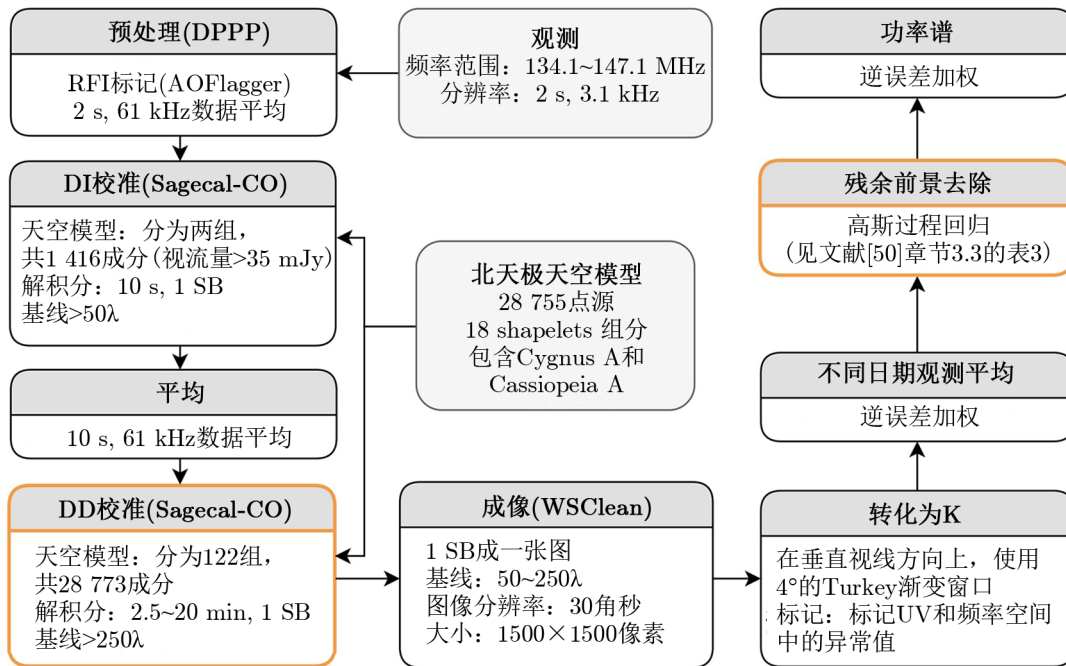 预处理(DPPP)
RFI标记(AOFlagger)
2 s, 61 kHz数据平均
观测
频率范围：134.1~147.1 MHz
分辨率：2 s, 3.1 kHz
DI校准(Sagecal-CO)
天空模型：分为两组，
共1 416成分(视流量>35 mJy)
解积分：10 s, 1 SB
基线>50λ
北天极天空模型
28 755点源
18 shapelets 组分
包含Cygnus A和
Cassiopeia A
平均
10 s, 61 kHz数据平均
DD校准(Sagecal-CO)
天空模型：分为122组，
共28 773成分
解积分：2.5~20 min, 1 SB
基线>250λ
成像(WSClean)
1 SB成一张图
基线：50~250λ
图像分辨率：30角秒
大小：1500×1500像素
转化为K
在垂直视线方向上，使用
4°的Turkey渐变窗口
标记：标记UV和频率空间
中的异常值
不同日期观测平均
逆误差加权
残余前景去除
高斯过程回归
(见文献[50]章节3.3的表3)
功率谱
逆误差加权